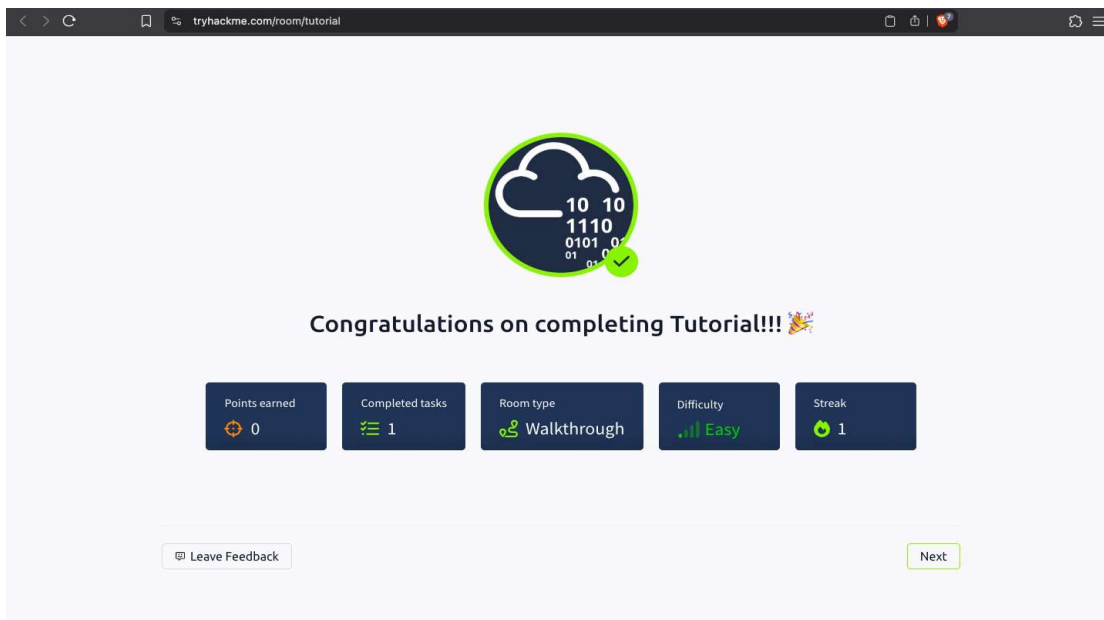 tryhackme.com/room/tutorial
10 10
1110
0101
01
01
Congratulations on completing Tutorial!!! 🎉
Points earned
0
Completed tasks
1
Room type
Walkthrough
Difficulty
Easy
Streak
1
Leave Feedback
Next